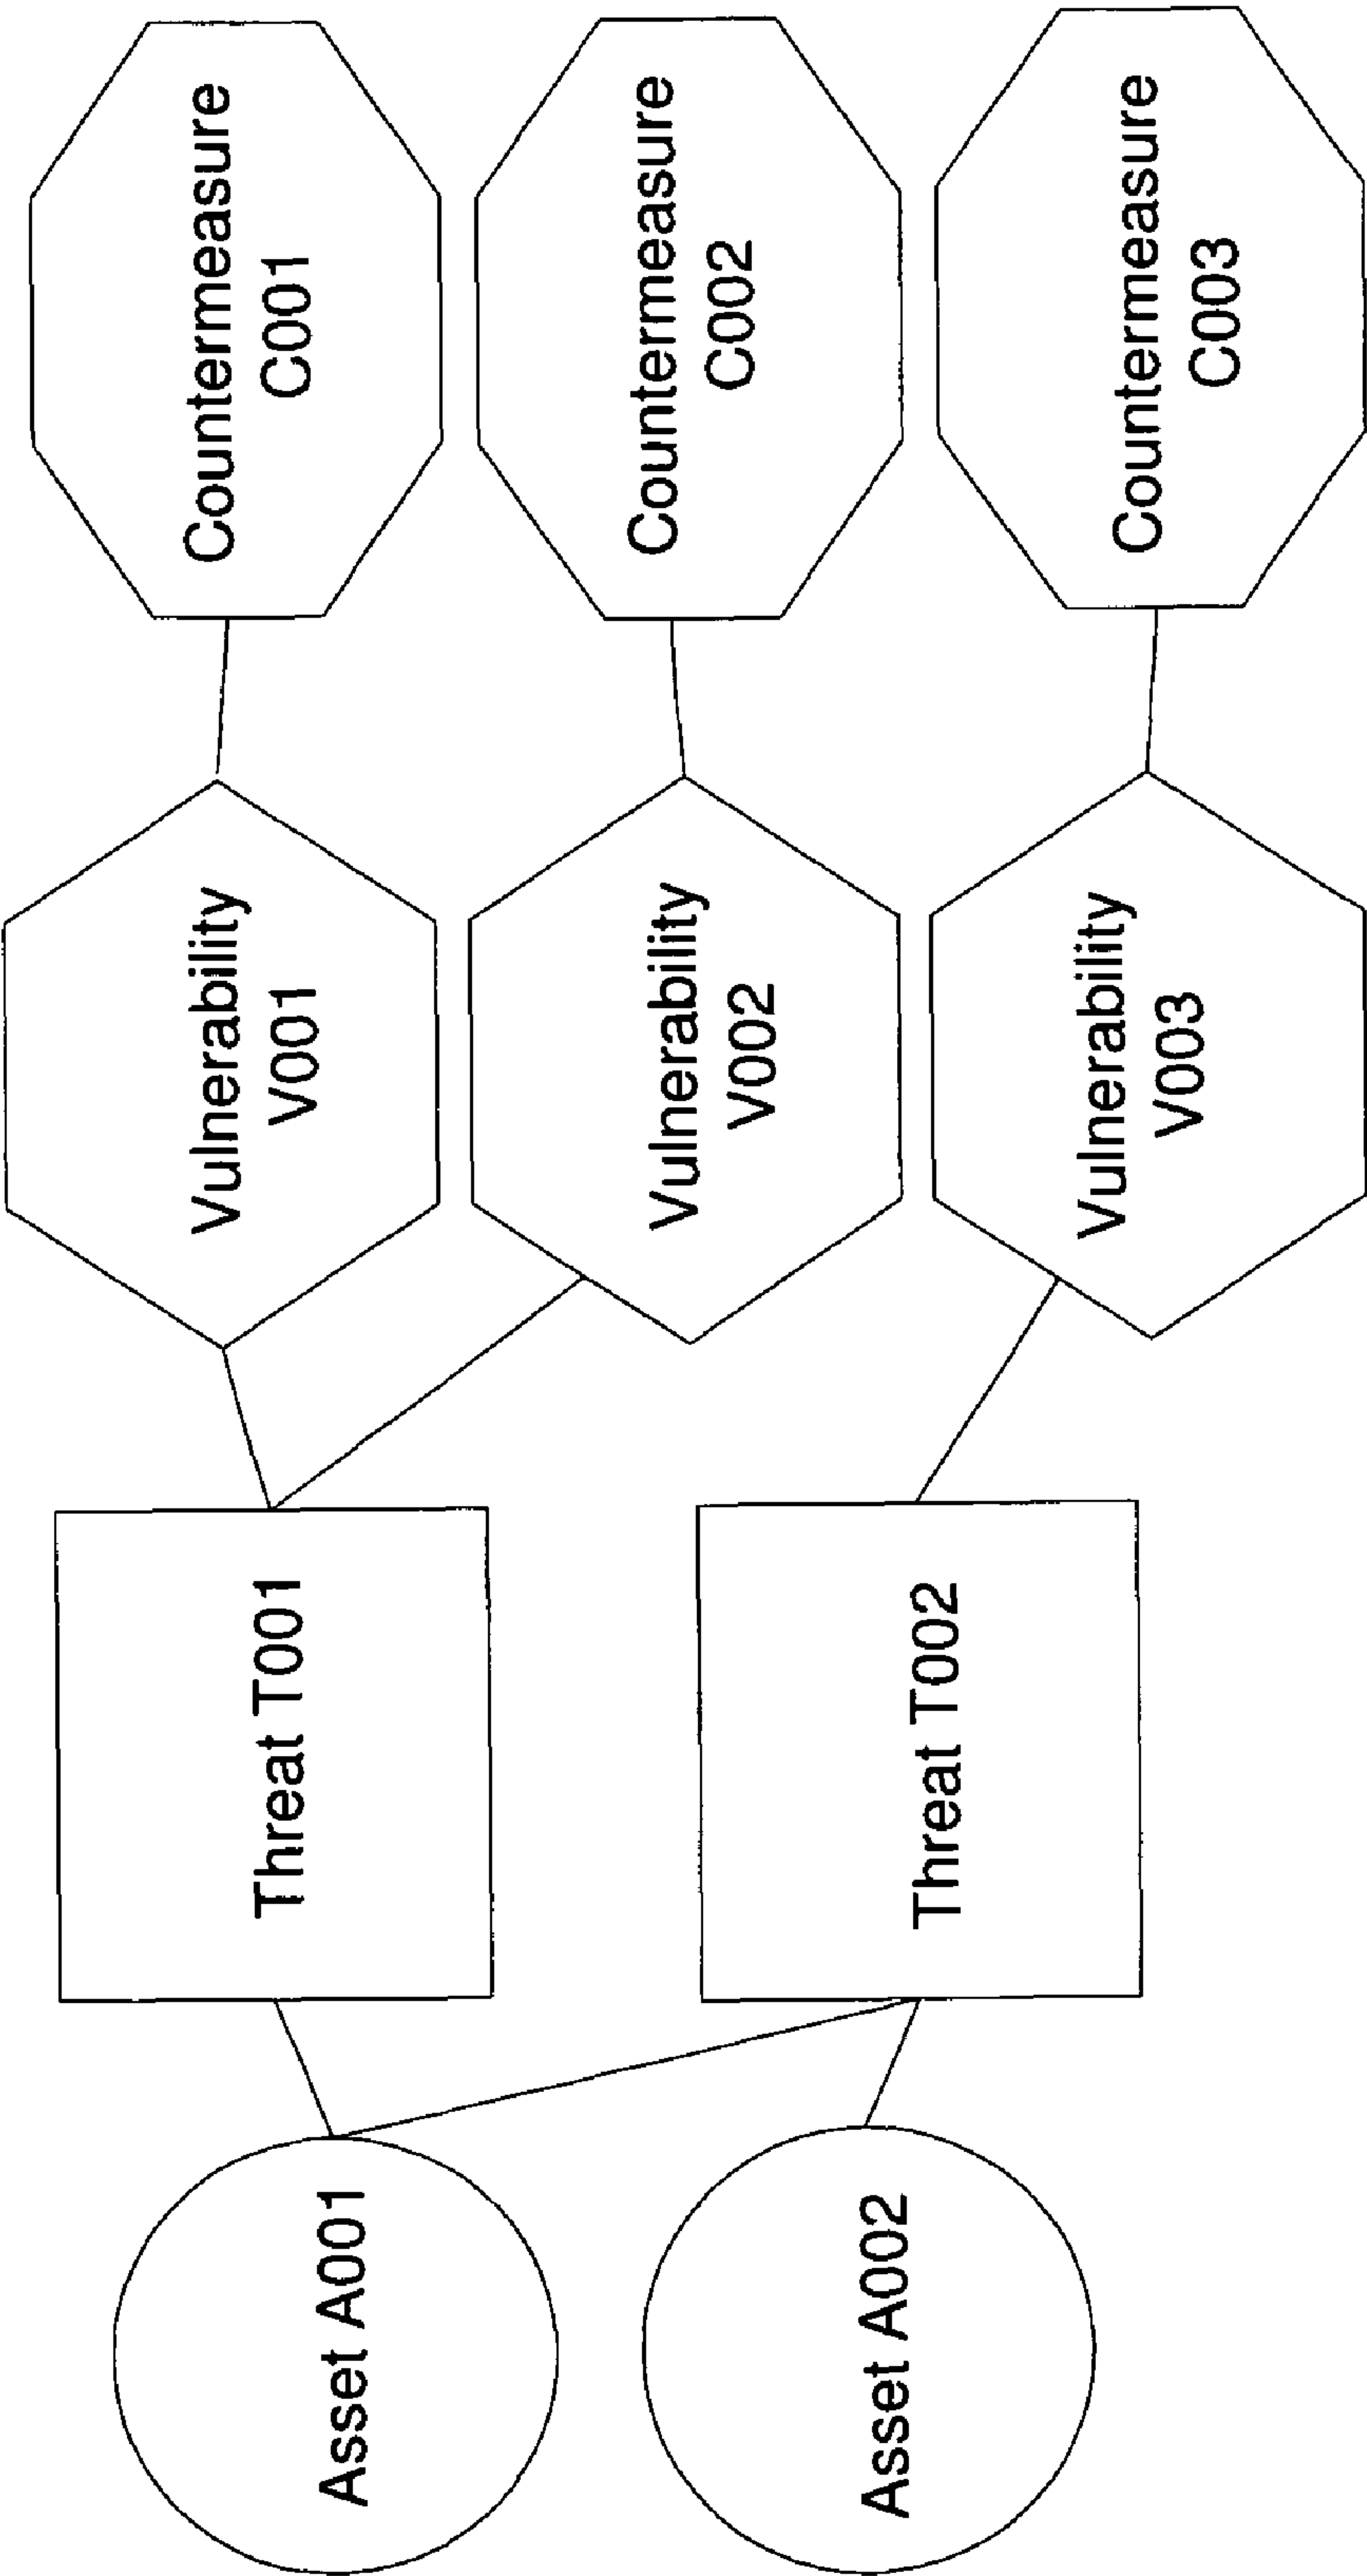 Asset A001
Asset A002
Threat T001
Threat T002
Vulnerability
V001
Vulnerability
V002
Vulnerability
V003
Countermeasure
C001
Countermeasure
C002
Countermeasure
C003